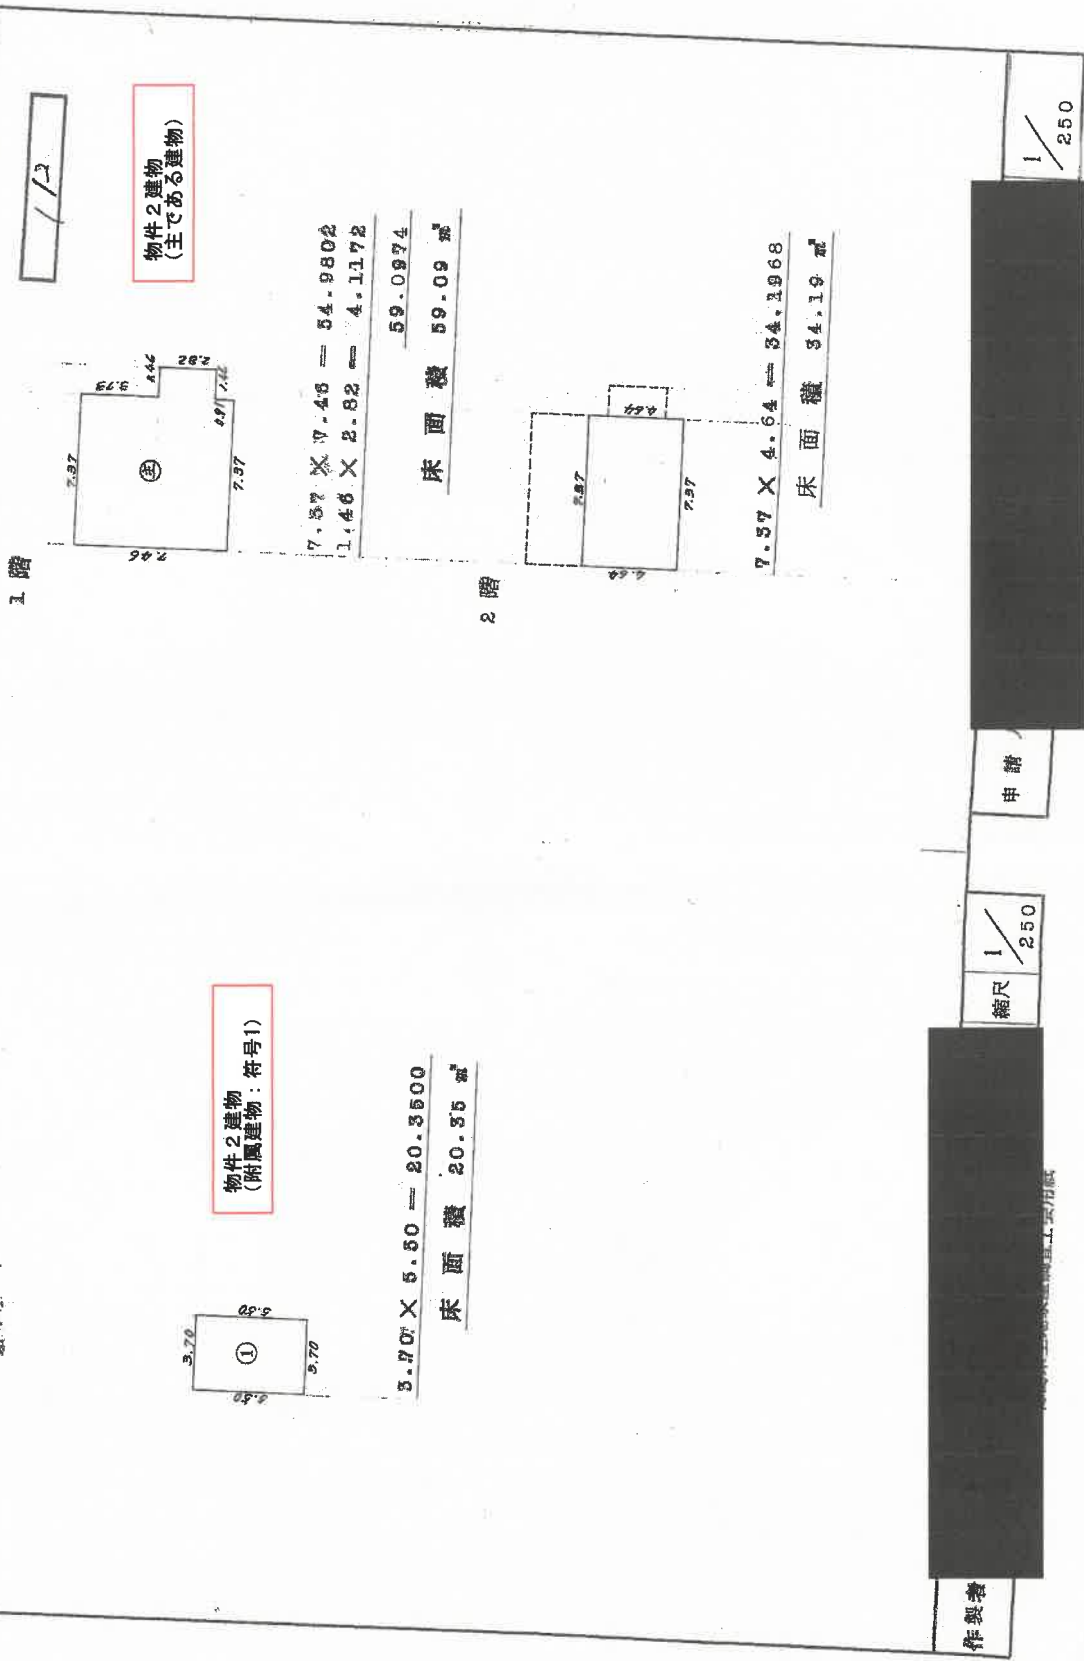 1/2
物件2建物
(主である建物)
1階
7.37
7.46
主
3.73
1.46
2.82
1.46
0.91
7.37
7.37 × 7.46 = 54.9802
1.46 × 2.82 = 4.1172
59.0974
床面積 59.09 ㎡
2階
7.37
4.64
4.64
7.37
7.37 × 4.64 = 34.1968
床面積 34.19 ㎡
物件2建物
(附属建物:符号1)
3.70
5.50
①
5.50
3.70
3.70 × 5.50 = 20.3500
床面積 20.35 ㎡
作製者
縮尺
1/250
申請人
1/250